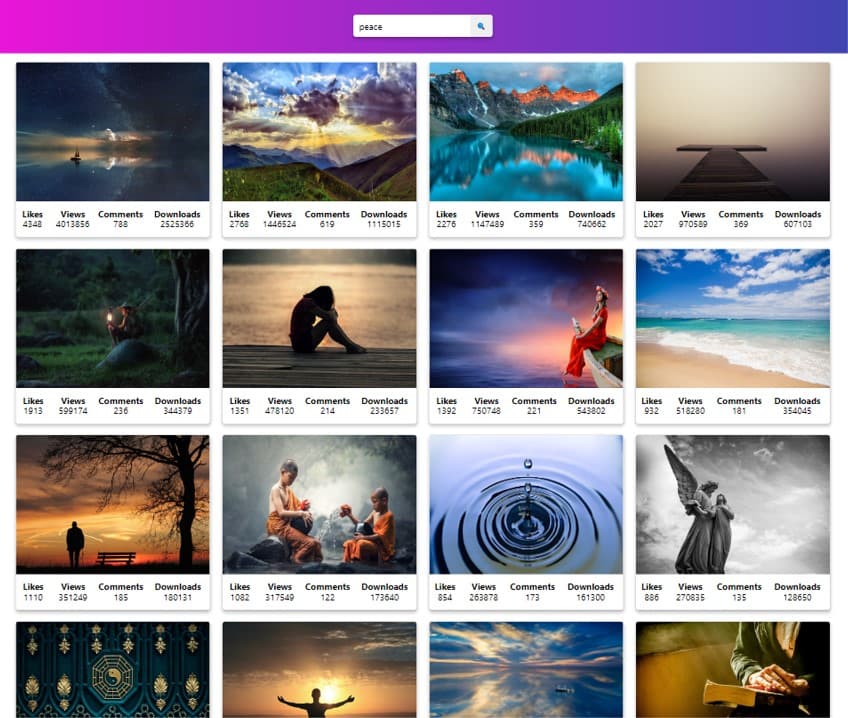 peace
Likes Views Comments Downloads
4348 4013856 788 2525366
Likes Views Comments Downloads
2768 1446524 619 1115015
Likes Views Comments Downloads
2276 1147489 359 740662
Likes Views Comments Downloads
2027 970589 369 607103
Likes Views Comments Downloads
1913 599174 236 344379
Likes Views Comments Downloads
1351 478120 214 233657
Likes Views Comments Downloads
1392 750748 221 543802
Likes Views Comments Downloads
932 518280 181 354045
Likes Views Comments Downloads
1110 351249 185 180131
Likes Views Comments Downloads
1082 317549 122 173640
Likes Views Comments Downloads
854 263878 173 161300
Likes Views Comments Downloads
886 270835 135 128650